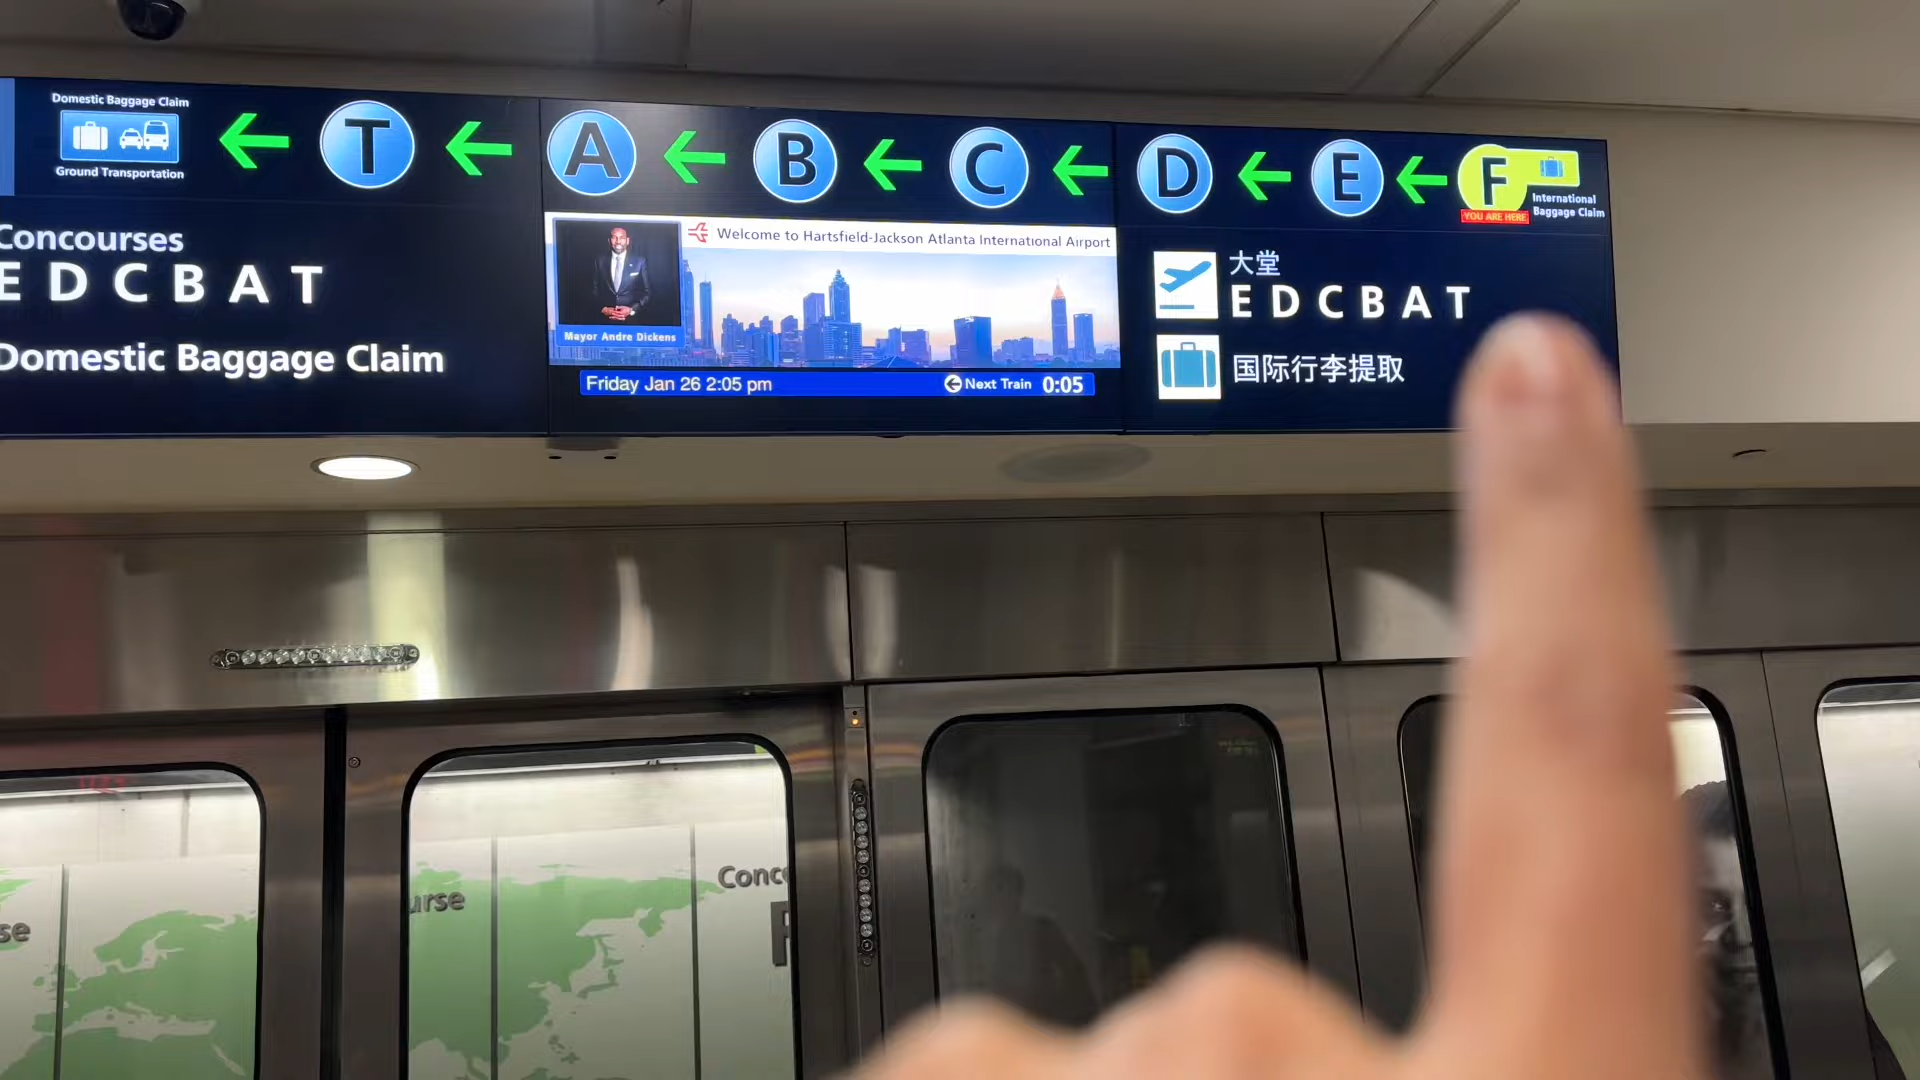 Domestic Baggage Claim
Ground Transportation
T
A
B
C
D
E
F
YOU ARE HERE
International
Baggage Claim
Concourses
E D C B A T
Domestic Baggage Claim
Welcome to Hartsfield-Jackson Atlanta International Airport
Mayor Andre Dickens
Friday Jan 26 2:05 pm
Next Train 0:05
大堂
E D C B A T
国际行李提取